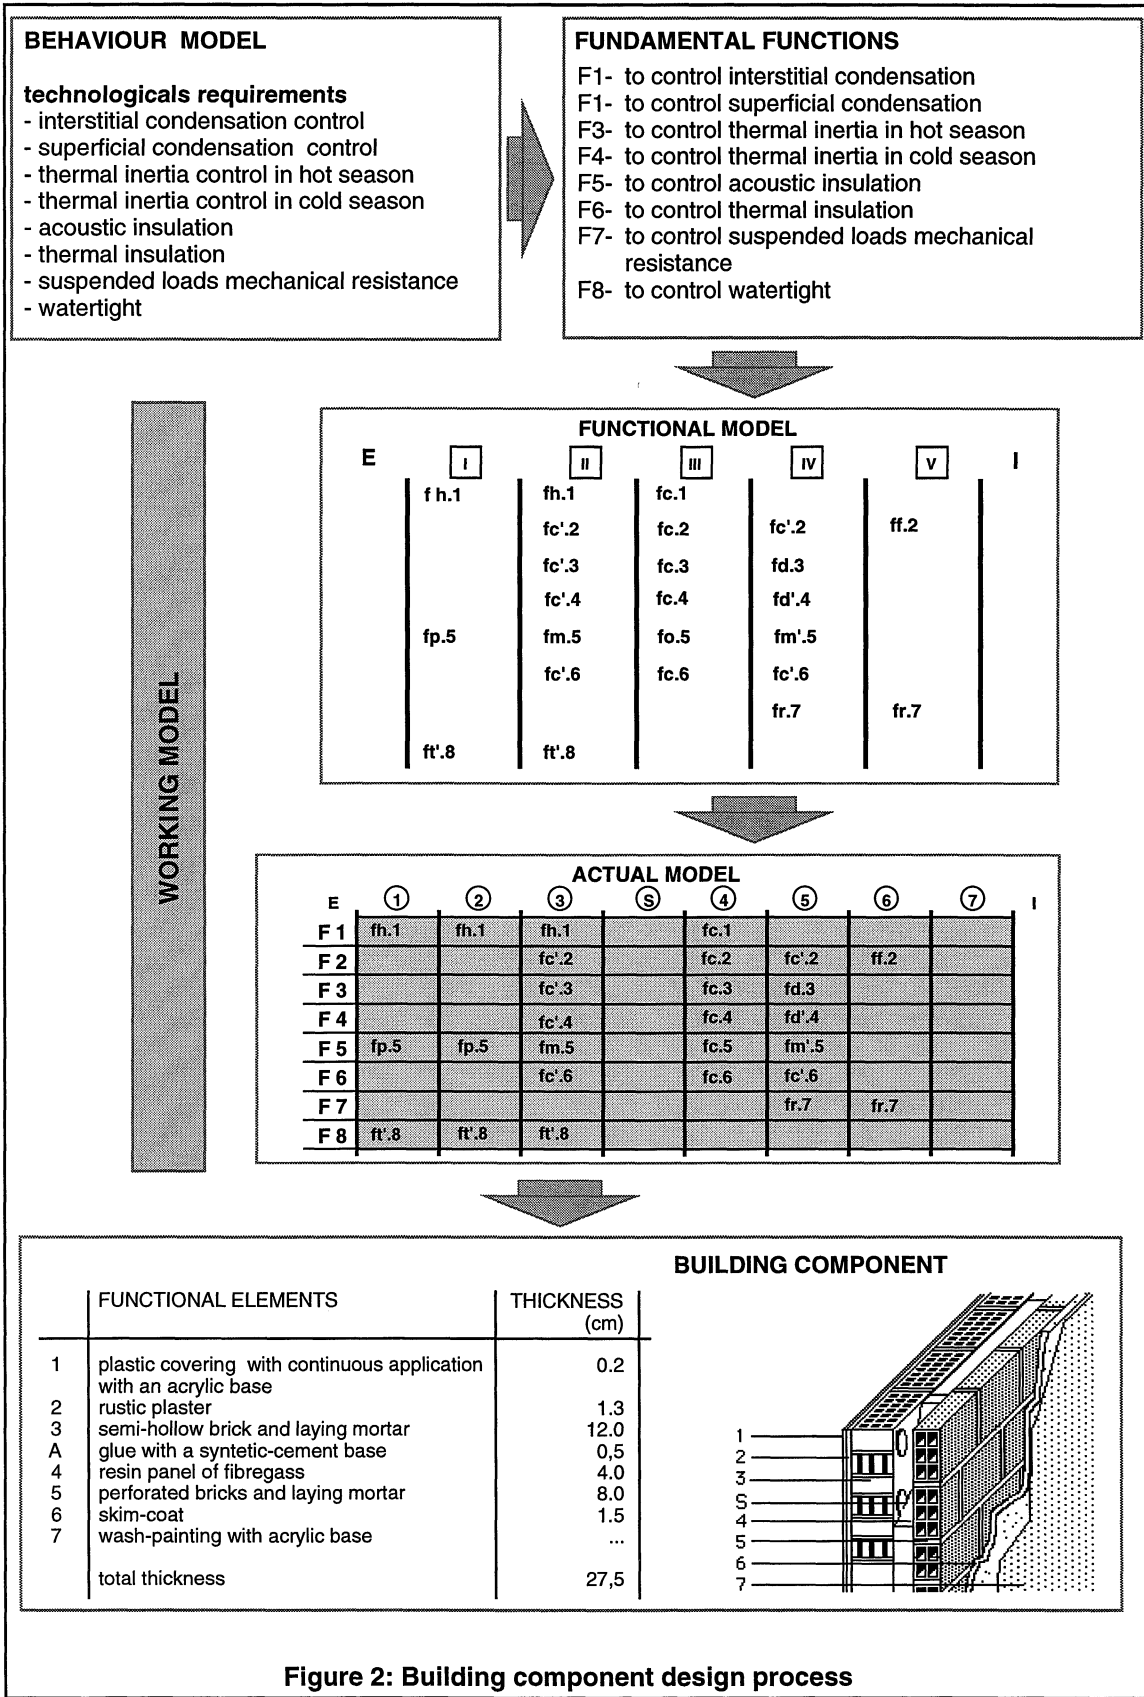 BEHAVIOUR MODEL
technologicals requirements
- interstitial condensation control
- superficial condensation control
- thermal inertia control in hot season
- thermal inertia control in cold season
- acoustic insulation
- thermal insulation
- suspended loads mechanical resistance
- watertight
FUNDAMENTAL FUNCTIONS
F1- to control interstitial condensation
F1- to control superficial condensation
F3- to control thermal inertia in hot season
F4- to control thermal inertia in cold season
F5- to control acoustic insulation
F6- to control thermal insulation
F7- to control suspended loads mechanical
resistance
F8- to control watertight
WORKING MODEL
FUNCTIONAL MODEL
E I II III IV V I
f h.1 fh.1 fc.1
fc'.2 fc.2 fc'.2 ff.2
fc'.3 fc.3 fd.3
fc'.4 fc.4 fd'.4
fp.5 fm.5 fo.5 fm'.5
fc'.6 fc.6 fc'.6
fr.7 fr.7
ft'.8 ft'.8
ACTUAL MODEL
E 1 2 3 S 4 5 6 7 I
F 1 fh.1 fh.1 fh.1 fc.1
F 2 fc'.2 fc.2 fc'.2 ff.2
F 3 fc'.3 fc.3 fd.3
F 4 fc'.4 fc.4 fd'.4
F 5 fp.5 fp.5 fm.5 fc.5 fm'.5
F 6 fc'.6 fc.6 fc'.6
F 7 fr.7 fr.7
F 8 ft'.8 ft'.8 ft'.8
BUILDING COMPONENT
FUNCTIONAL ELEMENTS THICKNESS
(cm)
1 plastic covering with continuous application
with an acrylic base 0.2
2 rustic plaster 1.3
3 semi-hollow brick and laying mortar 12.0
A glue with a syntetic-cement base 0,5
4 resin panel of fibregass 4.0
5 perforated bricks and laying mortar 8.0
6 skim-coat 1.5
7 wash-painting with acrylic base ...
total thickness 27,5
1
2
3
S
4
5
6
7
Figure 2: Building component design process